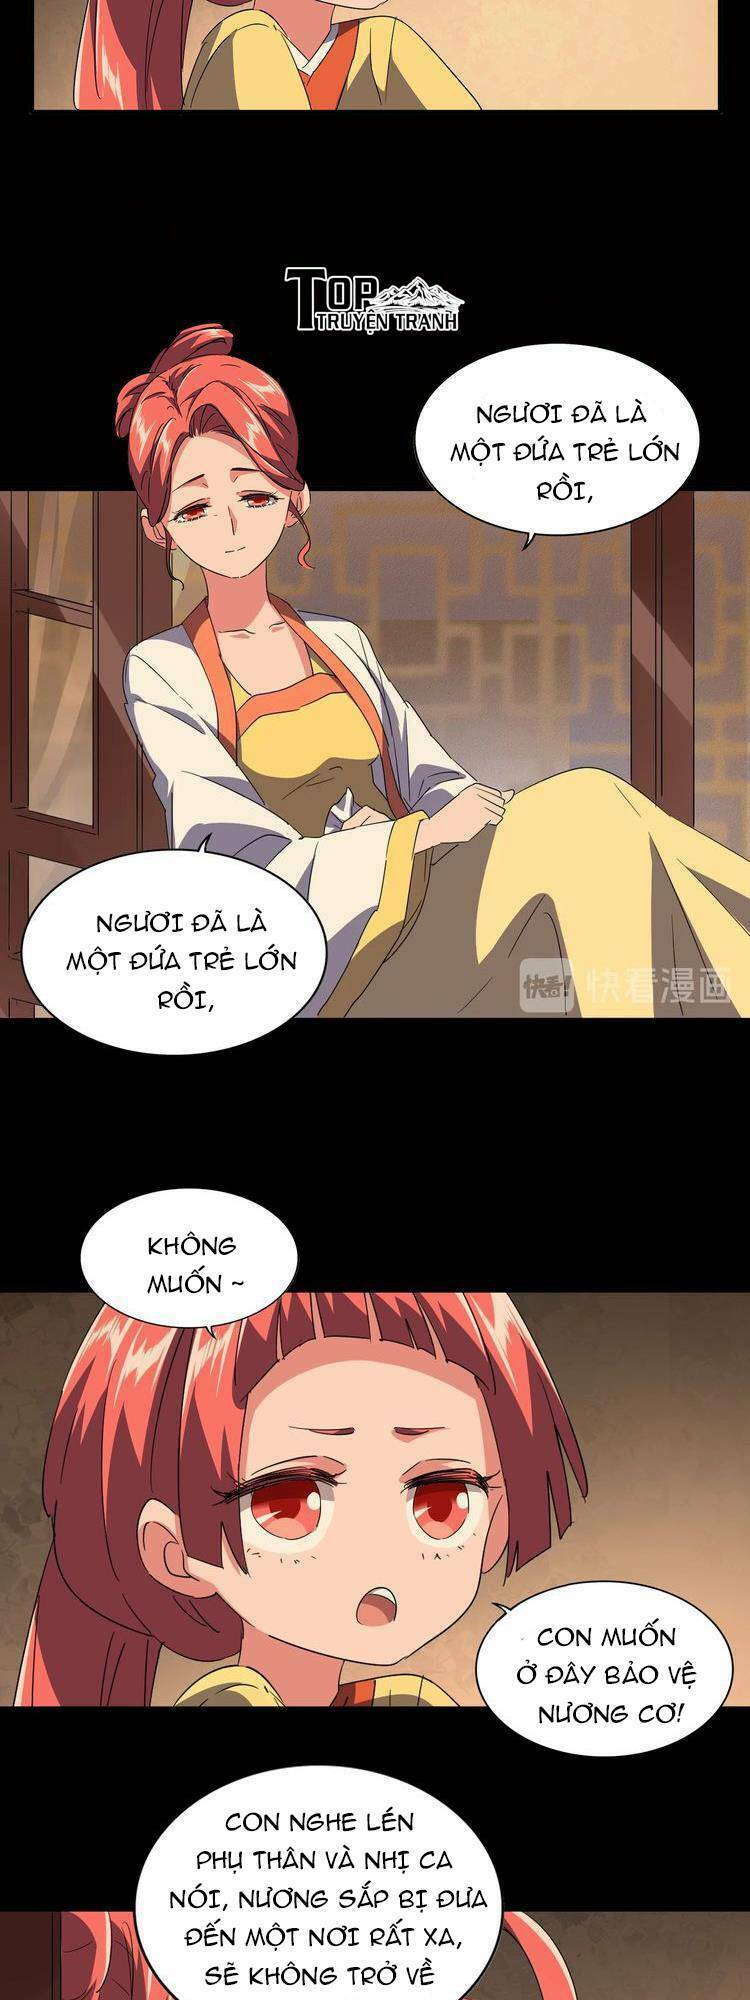 TOP
TRUYỆN TRANH
NGƯƠI ĐÃ LÀ
MỘT ĐỨA TRẺ LỚN
RỒI,
NGƯƠI ĐÃ LÀ
MỘT ĐỨA TRẺ LỚN
RỒI,
快看! 快看漫画
KHÔNG
MUỐN ~
CON MUỐN
Ở ĐÂY BẢO VỆ
NƯƠNG CƠ!
CON NGHE LÉN
PHỤ THÂN VÀ NHỊ CA
NÓI, NƯƠNG SẮP BỊ ĐƯA
ĐẾN MỘT NƠI RẤT XA,
SẼ KHÔNG TRỞ VỀ